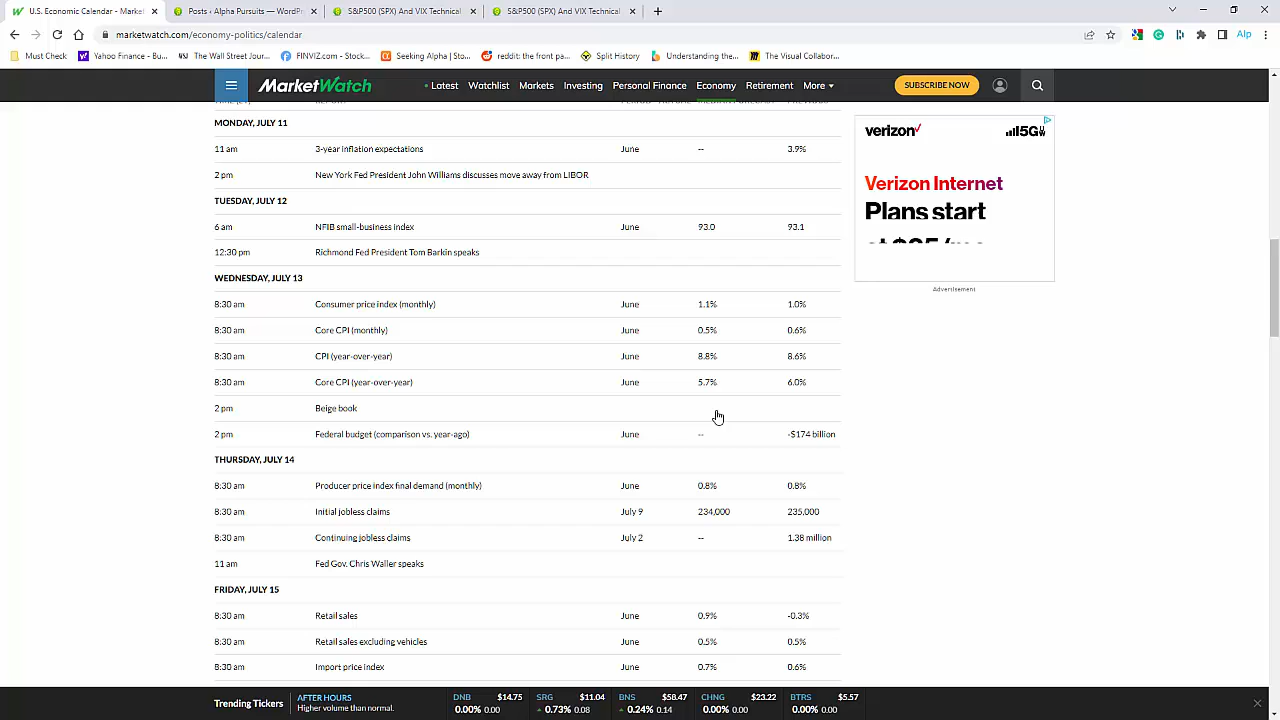 U.S. Economic Calendar - Market
Posts ‹ Alpha Pursuits — WordPr
S&P500 (SPX) And VIX Technical
S&P500 (SPX) And VIX Technical
marketwatch.com/economy-politics/calendar
Alp
Must Check
Yahoo Finance - Bu...
The Wall Street Jour...
FINVIZ.com - Stock...
Seeking Alpha | Sto...
reddit: the front pa...
Split History
Understanding the...
The Visual Collabor...
MarketWatch
Latest Watchlist Markets Investing Personal Finance Economy Retirement More
SUBSCRIBE NOW
MONDAY, JULY 11
11 am 3-year inflation expectations June -- 3.9%
2 pm New York Fed President John Williams discusses move away from LIBOR
TUESDAY, JULY 12
6 am NFIB small-business index June 93.0 93.1
12:30 pm Richmond Fed President Tom Barkin speaks
WEDNESDAY, JULY 13
8:30 am Consumer price index (monthly) June 1.1% 1.0%
8:30 am Core CPI (monthly) June 0.5% 0.6%
8:30 am CPI (year-over-year) June 8.8% 8.6%
8:30 am Core CPI (year-over-year) June 5.7% 6.0%
2 pm Beige book
2 pm Federal budget (comparison vs. year-ago) June -- -$174 billion
THURSDAY, JULY 14
8:30 am Producer price index final demand (monthly) June 0.8% 0.8%
8:30 am Initial jobless claims July 9 234,000 235,000
8:30 am Continuing jobless claims July 2 -- 1.38 million
11 am Fed Gov. Chris Waller speaks
FRIDAY, JULY 15
8:30 am Retail sales June 0.9% -0.3%
8:30 am Retail sales excluding vehicles June 0.5% 0.5%
8:30 am Import price index June 0.7% 0.6%
verizon
5G
Verizon Internet
Plans start
Advertisement
Trending Tickers
AFTER HOURS
Higher volume than normal.
DNB $14.75
0.00% 0.00
SRG $11.04
0.73% 0.08
BNS $58.47
0.24% 0.14
CHNG $23.22
0.00% 0.00
BTRS $5.57
0.00% 0.00